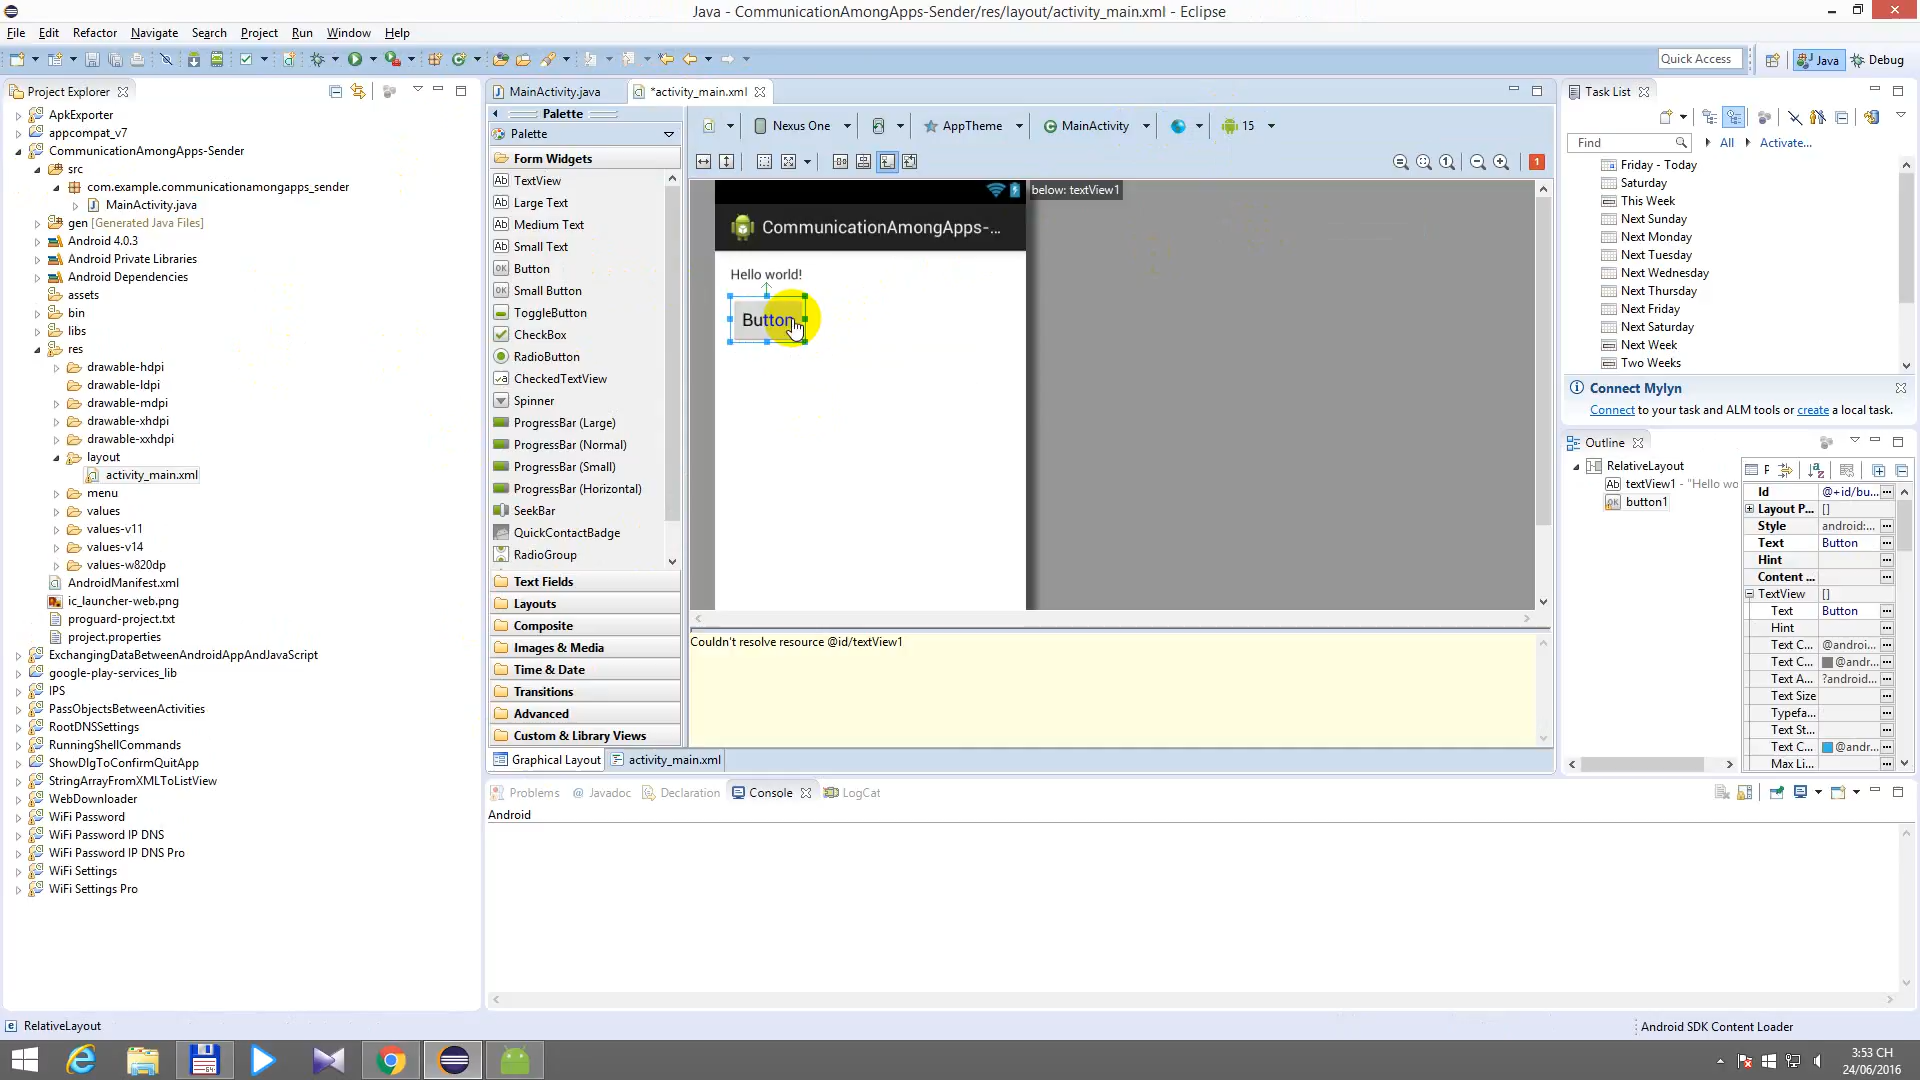 Java - CommunicationAmongApps-Sender/res/layout/activity_main.xml - Eclipse
File Edit Refactor Navigate Search Project Run Window Help
Quick Access
Java
Debug
Project Explorer
ApkExporter
appcompat_v7
CommunicationAmongApps-Sender
src
com.example.communicationamongapps_sender
MainActivity.java
gen [Generated Java Files]
Android 4.0.3
Android Private Libraries
Android Dependencies
assets
bin
libs
res
drawable-hdpi
drawable-ldpi
drawable-mdpi
drawable-xhdpi
drawable-xxhdpi
layout
activity_main.xml
menu
values
values-v11
values-v14
values-w820dp
AndroidManifest.xml
ic_launcher-web.png
proguard-project.txt
project.properties
ExchangingDataBetweenAndroidAppAndJavaScript
google-play-services_lib
IPS
PassObjectsBetweenActivities
RootDNSSettings
RunningShellCommands
ShowDlgToConfirmQuitApp
StringArrayFromXMLToListView
WebDownloader
WiFi Password
WiFi Password IP DNS
WiFi Password IP DNS Pro
WiFi Settings
WiFi Settings Pro
MainActivity.java
*activity_main.xml
Palette
Palette
Form Widgets
TextView
Large Text
Medium Text
Small Text
Button
Small Button
ToggleButton
CheckBox
RadioButton
CheckedTextView
Spinner
ProgressBar (Large)
ProgressBar (Normal)
ProgressBar (Small)
ProgressBar (Horizontal)
SeekBar
QuickContactBadge
RadioGroup
Text Fields
Layouts
Composite
Images & Media
Time & Date
Transitions
Advanced
Custom & Library Views
Nexus One
AppTheme
MainActivity
15
1
below: textView1
CommunicationAmongApps-...
Hello world!
Button
Couldn't resolve resource @id/textView1
Graphical Layout
activity_main.xml
Problems
@ Javadoc
Declaration
Console
LogCat
Android
Task List
Find
All
Activate...
Friday - Today
Saturday
This Week
Next Sunday
Next Monday
Next Tuesday
Next Wednesday
Next Thursday
Next Friday
Next Saturday
Next Week
Two Weeks
Connect Mylyn
Connect to your task and ALM tools or create a local task.
Outline
RelativeLayout
textView1 - "Hello wo
button1
P
Id @+id/bu...
Layout P... []
Style android:...
Text Button
Hint
Content ...
TextView []
Text Button
Hint
Text C... @androi...
Text C... @andr...
Text A... ?android...
Text Size
Typefa...
Text St...
Text C... @andr...
Max Li...
RelativeLayout
Android SDK Content Loader
3:53 CH
24/06/2016